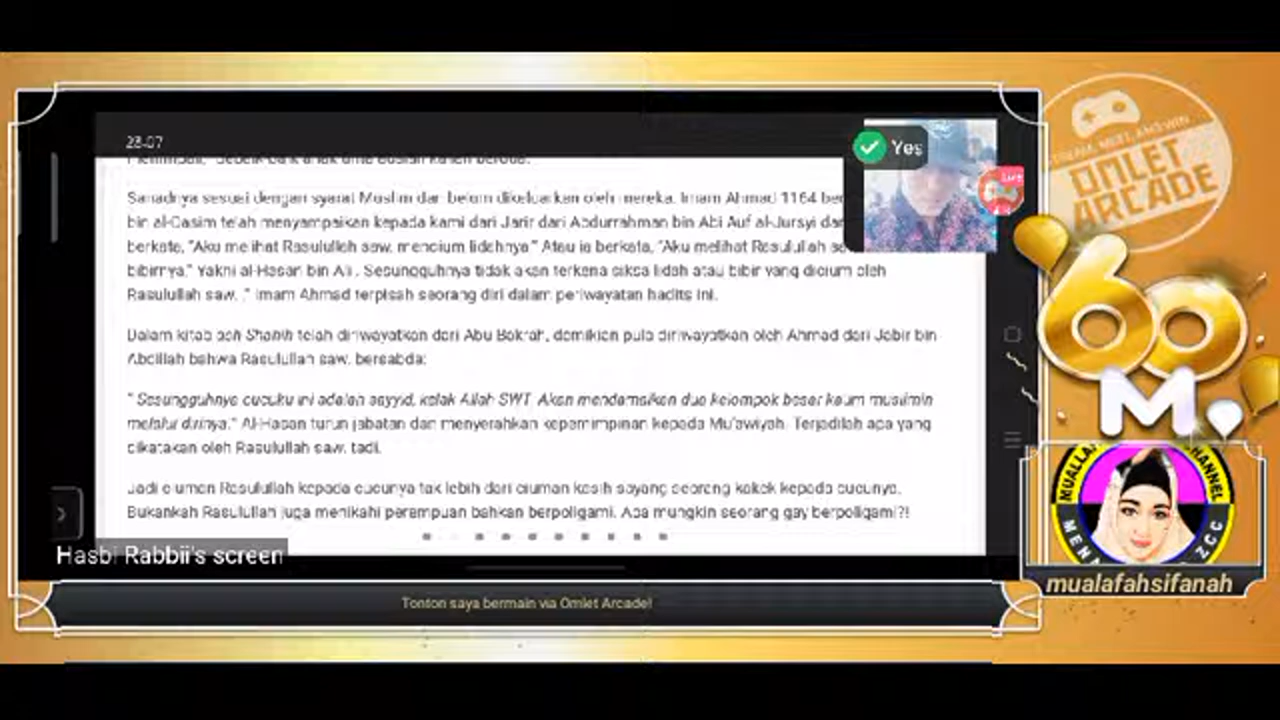 23.07
Yes
Sanadnya sesuai dengan syarat Muslim dan belum dikeluarkan oleh mereka. Imam Ahmad 1164 ber
bin al-Qasim telah menyampaikan kepada kami dari Jarir dari Abdurrahman bin Abi Auf al-Jursyi dar
berkata, "Aku melihat Rasulullah saw. mencium lidahnya" Atau ia berkata, "Aku melihat Rasulullah sa
bibirnya." Yakni al-Hasan bin Ali . Sesungguhnya tidak akan terkena siksa lidah atau bibir yang dicium oleh
Rasulullah saw. ." Imam Ahmad terpisah seorang diri dalam periwayatan hadits ini.
Dalam kitab ash Shahih telah diriwayatkan dari Abu Bakrah, demikian pula diriwayatkan oleh Ahmad dari Jabir bin
Abdillah bahwa Rasulullah saw. bersabda:
" Sesungguhnya cucuku ini adalah sayyid, kelak Allah SWT Akan mendamaikan dua kelompok besar kaum muslimin
melalui dirinya." Al-Hasan turun jabatan dan menyerahkan kepemimpinan kepada Mu'awiyah. Terjadilah apa yang
dikatakan oleh Rasulullah saw. tadi.
Jadi ciuman Rasulullah kepada cucunya tak lebih dari ciuman kasih sayang seorang kakek kepada cucunya.
Bukankah Rasulullah juga menikahi perempuan bahkan berpoligami. Apa mungkin seorang gay berpoligami?!
Hasbi Rabbii's screen
Tonton saya bermain via Omlet Arcade!
OMLET
ARCADE
60
M
ZCC
mualafahsifanah